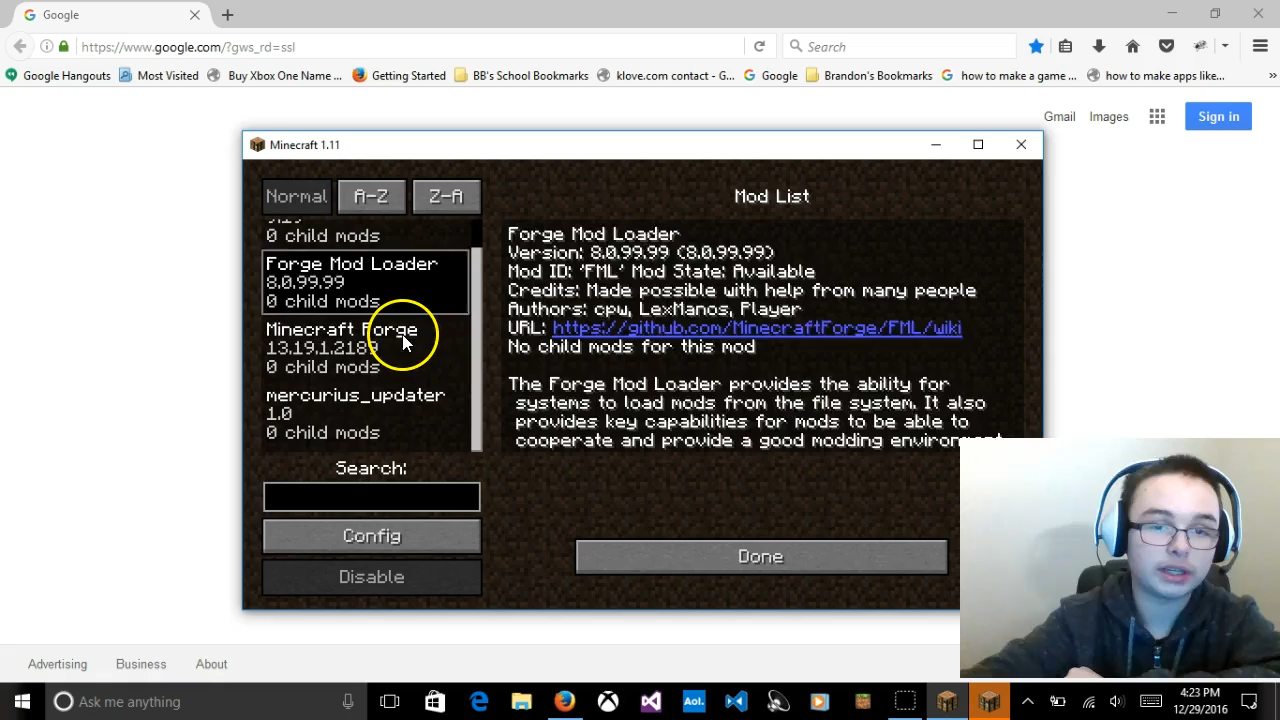 Google
https://www.google.com/?gws_rd=ssl
Search
Google Hangouts
Most Visited
Buy Xbox One Name ...
Getting Started
BB's School Bookmarks
klove.com contact - G...
Google
Brandon's Bookmarks
how to make a game ...
how to make apps like...
Gmail
Images
Sign in
Minecraft 1.11
Normal
A-Z
Z-A
Mod List
0 child mods
Forge Mod Loader
8.0.99.99
0 child mods
Minecraft Forge
13.19.1.2189
0 child mods
mercurius_updater
1.0
0 child mods
Search:
Config
Disable
Forge Mod Loader
Version: 8.0.99.99 (8.0.99.99)
Mod ID: 'FML' Mod State: Available
Credits: Made possible with help from many people
Authors: cpw, LexManos, Player
URL: https://github.com/MinecraftForge/FML/wiki
No child mods for this mod
The Forge Mod Loader provides the ability for
systems to load mods from the file system. It also
provides key capabilities for mods to be able to
cooperate and provide a good modding environment
Done
Advertising
Business
About
Ask me anything
Aol.
4:23 PM
12/29/2016